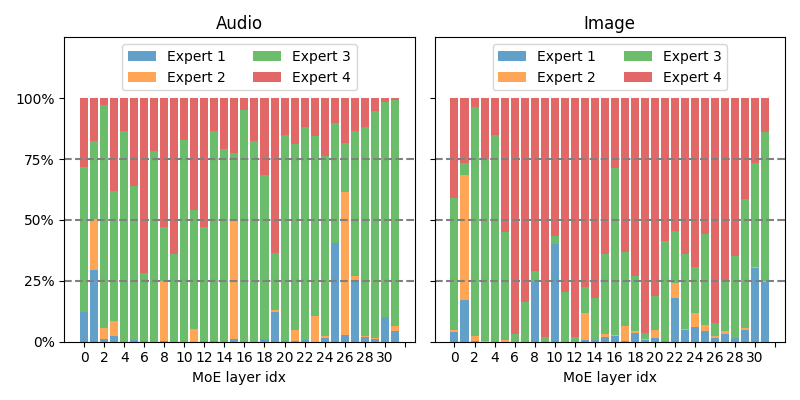 Audio
Expert 1 Expert 3
Expert 2 Expert 4
100%
75%
50%
25%
0%
0 2 4 6 8 10 12 14 16 18 20 22 24 26 28 30
MoE layer idx
Image
Expert 1 Expert 3
Expert 2 Expert 4
0 2 4 6 8 10 12 14 16 18 20 22 24 26 28 30
MoE layer idx